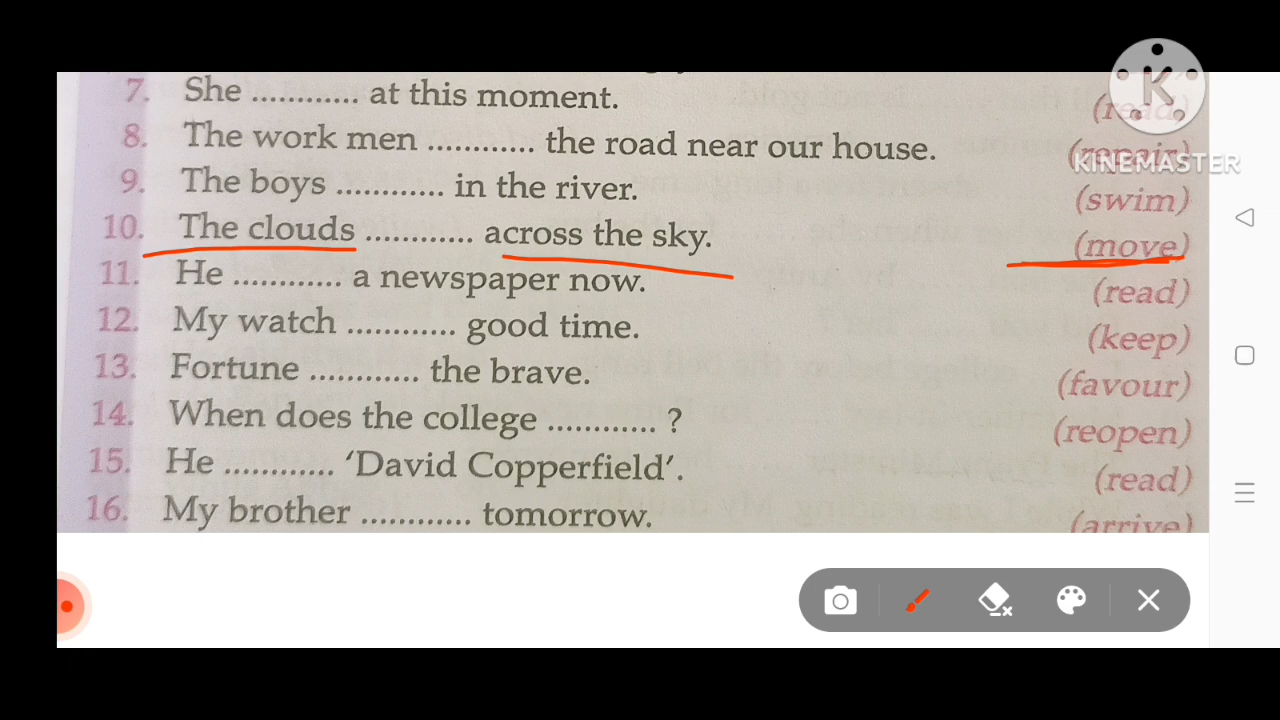 7. She ............ at this moment. (read)
8. The work men ............ the road near our house. (repair)
KINEMASTER
9. The boys ............ in the river. (swim)
10. The clouds ............ across the sky. (move)
11. He ............ a newspaper now. (read)
12. My watch ............ good time. (keep)
13. Fortune ............ the brave. (favour)
14. When does the college ............ ? (reopen)
15. He ............ ‘David Copperfield’. (read)
16. My brother ............ tomorrow. (arrive)